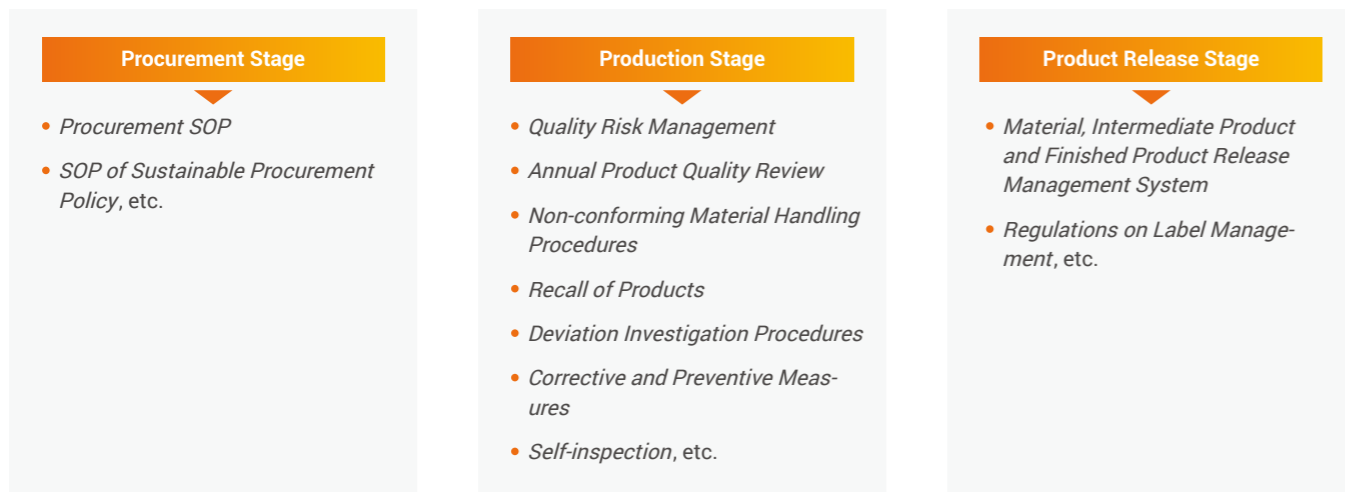 Procurement Stage
• Procurement SOP
• SOP of Sustainable Procurement
Policy, etc.
Production Stage
• Quality Risk Management
• Annual Product Quality Review
• Non-conforming Material Handling
Procedures
• Recall of Products
• Deviation Investigation Procedures
• Corrective and Preventive Meas-
ures
• Self-inspection, etc.
Product Release Stage
• Material, Intermediate Product
and Finished Product Release
Management System
• Regulations on Label Manage-
ment, etc.